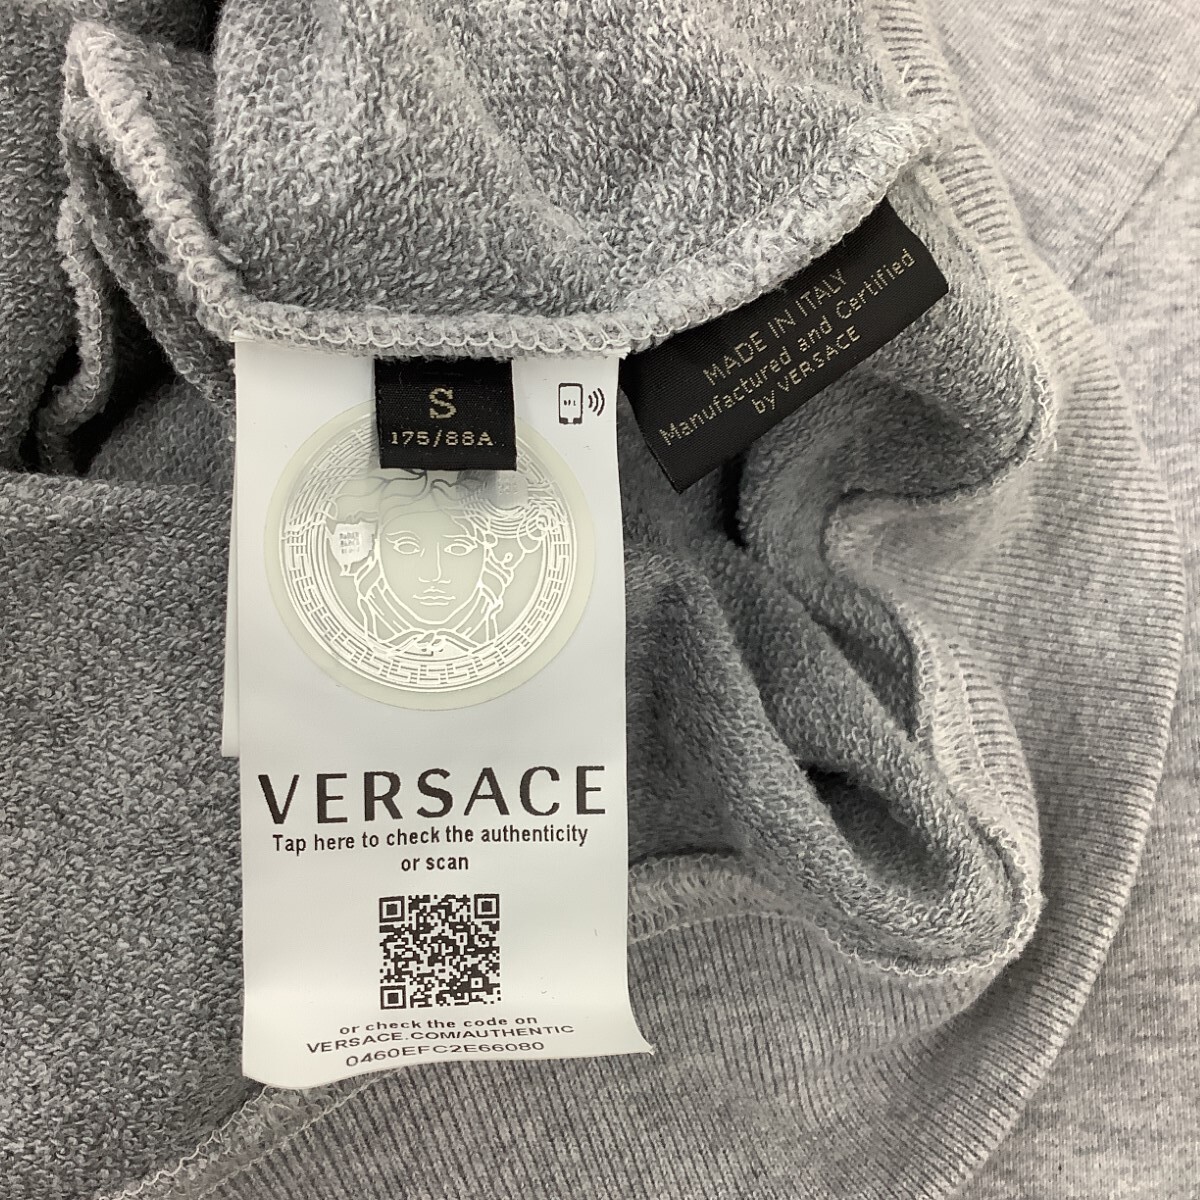 S
175/88A
MADE IN ITALY
Manufactured and Certified
by VERSACE
VERSACE
Tap here to check the authenticity
or scan
or check the code on
VERSACE.COM/AUTHENTIC
0460EFC2E66080